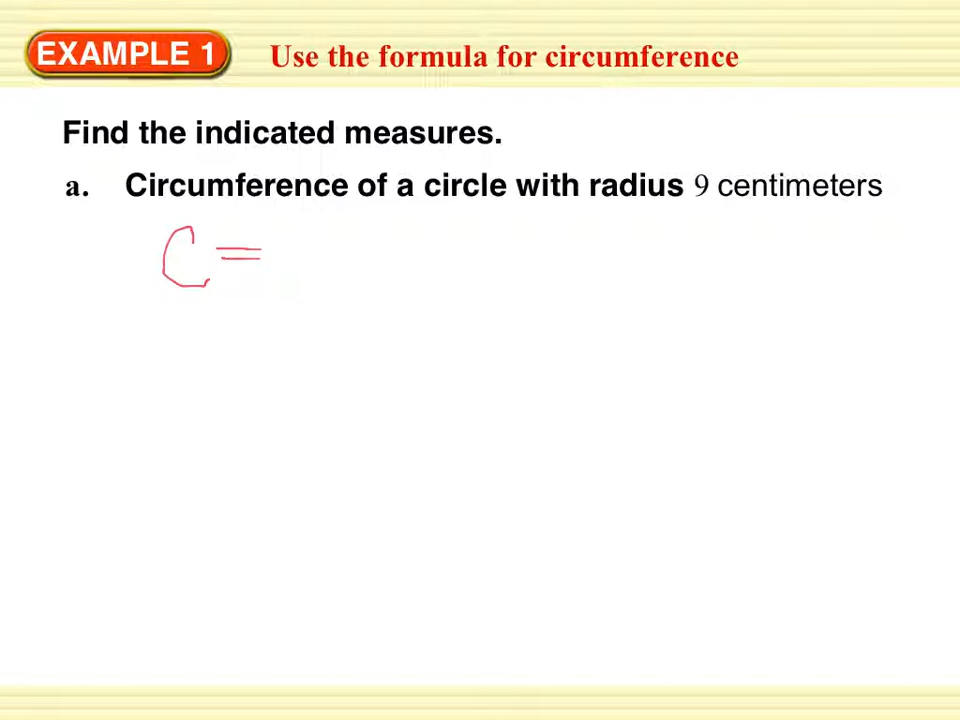 EXAMPLE 1
Use the formula for circumference
Find the indicated measures.
a. Circumference of a circle with radius 9 centimeters
C =